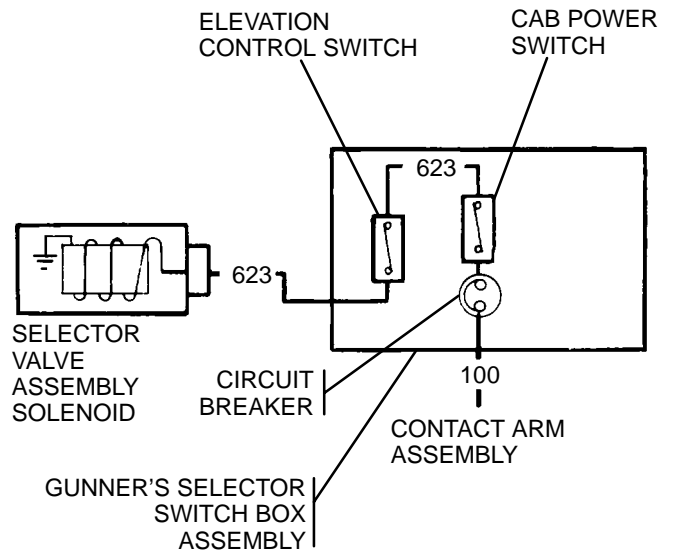 ELEVATION
CONTROL SWITCH
CAB POWER
SWITCH
623
623
SELECTOR
VALVE
ASSEMBLY
SOLENOID
CIRCUIT
BREAKER
100
CONTACT ARM
ASSEMBLY
GUNNER'S SELECTOR
SWITCH BOX
ASSEMBLY